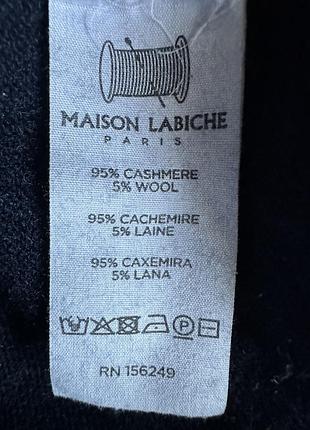 MAISON LABICHE
PARIS
95% CASHMERE
5% WOOL
95% CACHEMIRE
5% LAINE
95% CAXEMIRA
5% LANA
P
RN 156249